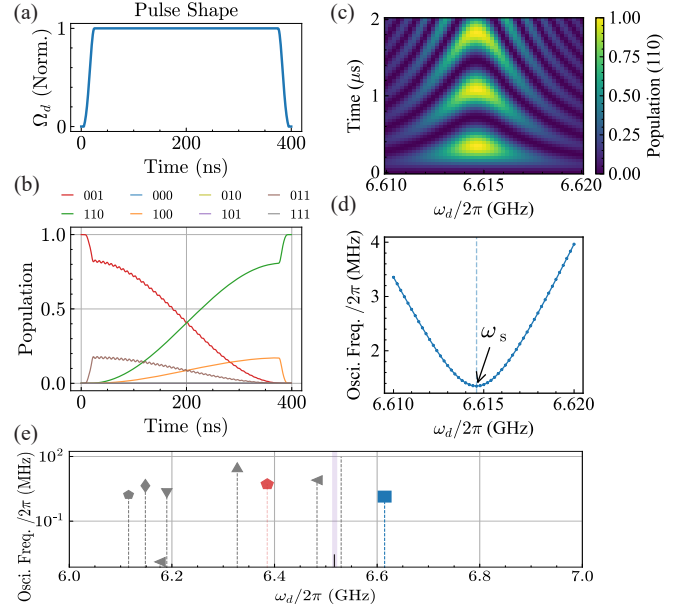 (a)
Pulse Shape
1
0
Ω_d (Norm.)
0
200
400
Time (ns)
(b)
001
000
010
011
110
100
101
111
1.0
0.5
0.0
Population
0
200
400
Time (ns)
(c)
2
1
0
Time (μs)
6.610
6.615
6.620
ω_d/2π (GHz)
1.00
0.75
0.50
0.25
0.00
Population (110)
(d)
4
3
2
Osci. Freq. /2π (MHz)
ω_s
6.610
6.615
6.620
ω_d/2π (GHz)
(e)
10²
10⁻¹
Osci. Freq. /2π (MHz)
6.0
6.2
6.4
6.6
6.8
7.0
ω_d/2π (GHz)